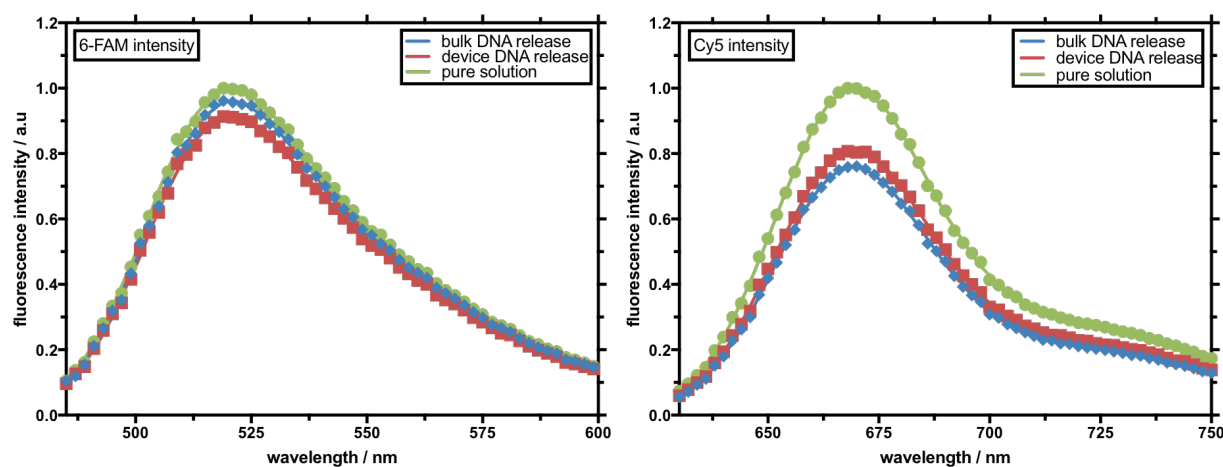 6-FAM intensity
bulk DNA release
device DNA release
pure solution
fluorescence intensity / a.u
1.2
1.0
0.8
0.6
0.4
0.2
0.0
500
525
550
575
600
wavelength / nm
Cy5 intensity
bulk DNA release
device DNA release
pure solution
fluorescence intensity / a.u
1.2
1.0
0.8
0.6
0.4
0.2
0.0
650
675
700
725
750
wavelength / nm